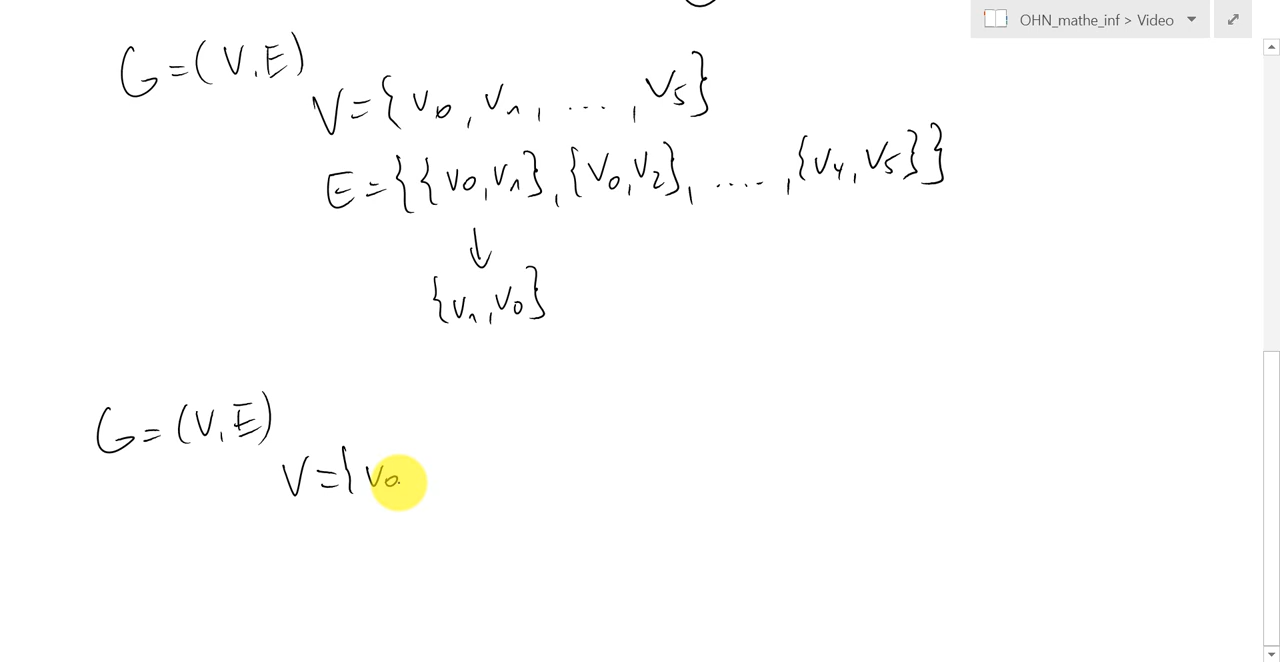 OHN_mathe_inf > Video
G=(V,E)
V={v0,v1,...,v5}
E={{v0,v1},{v0,v2},....,{v4,v5}}
↓
{v1,v0}
G=(V,E)
V={v0